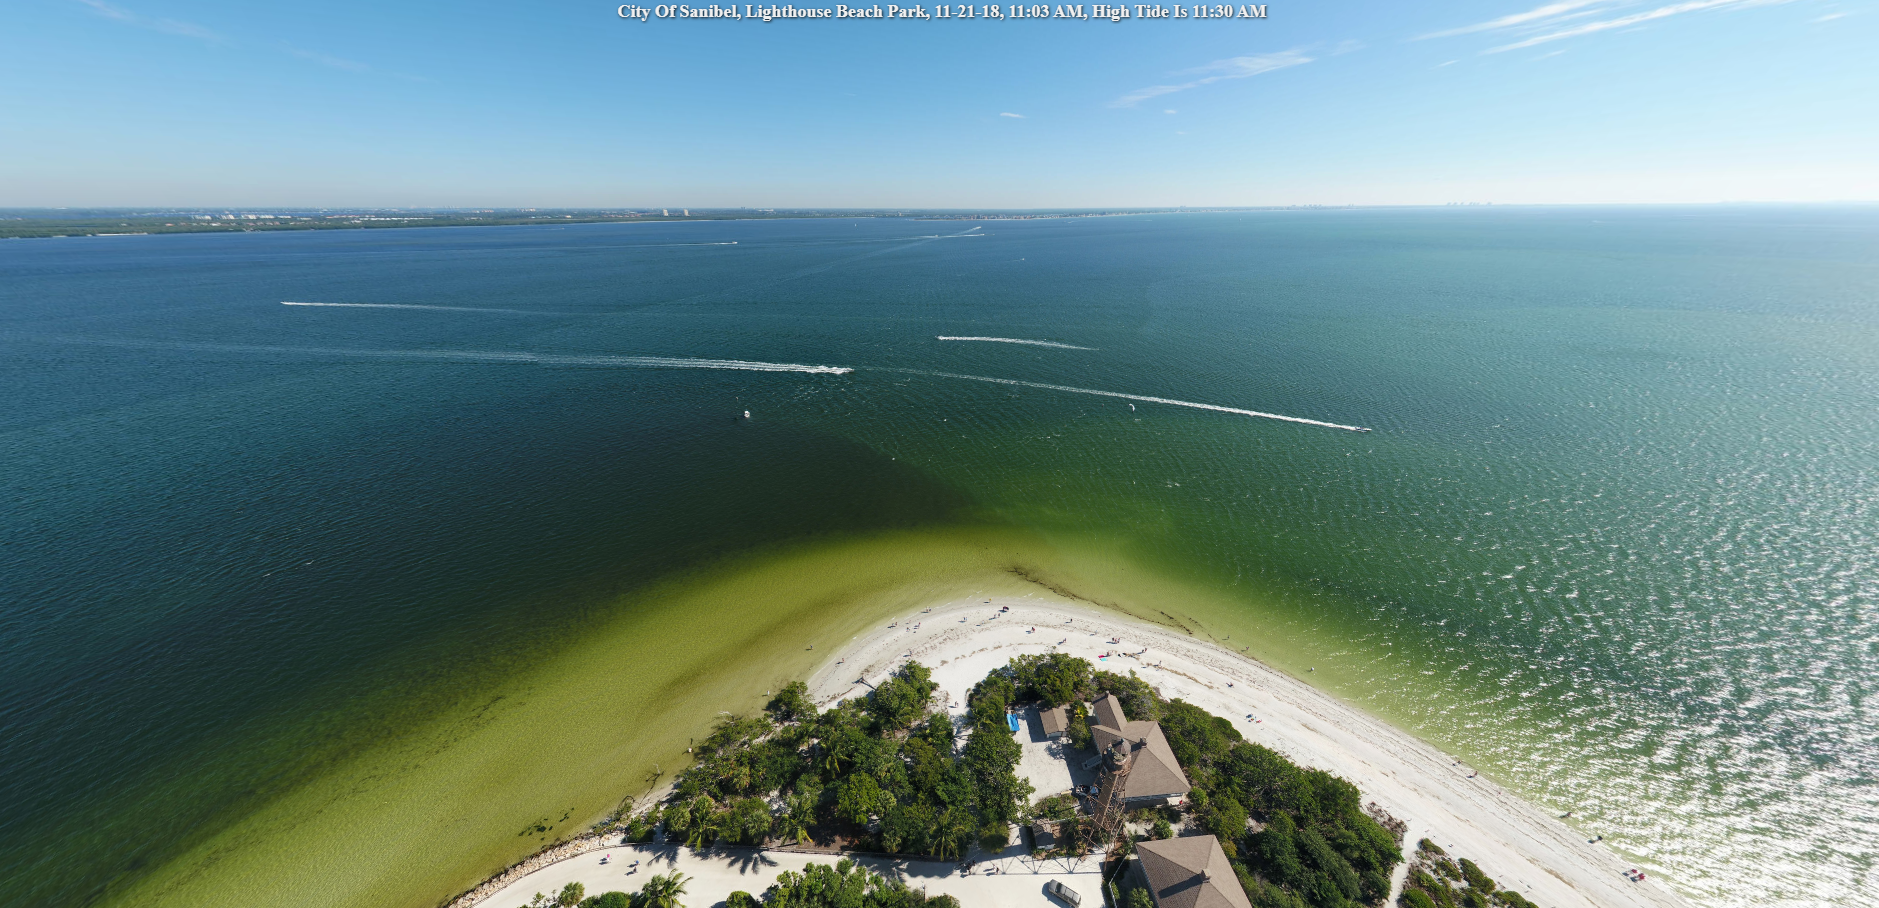 City Of Sanibel, Lighthouse Beach Park, 11-21-18, 11:03 AM, High Tide Is 11:30 AM